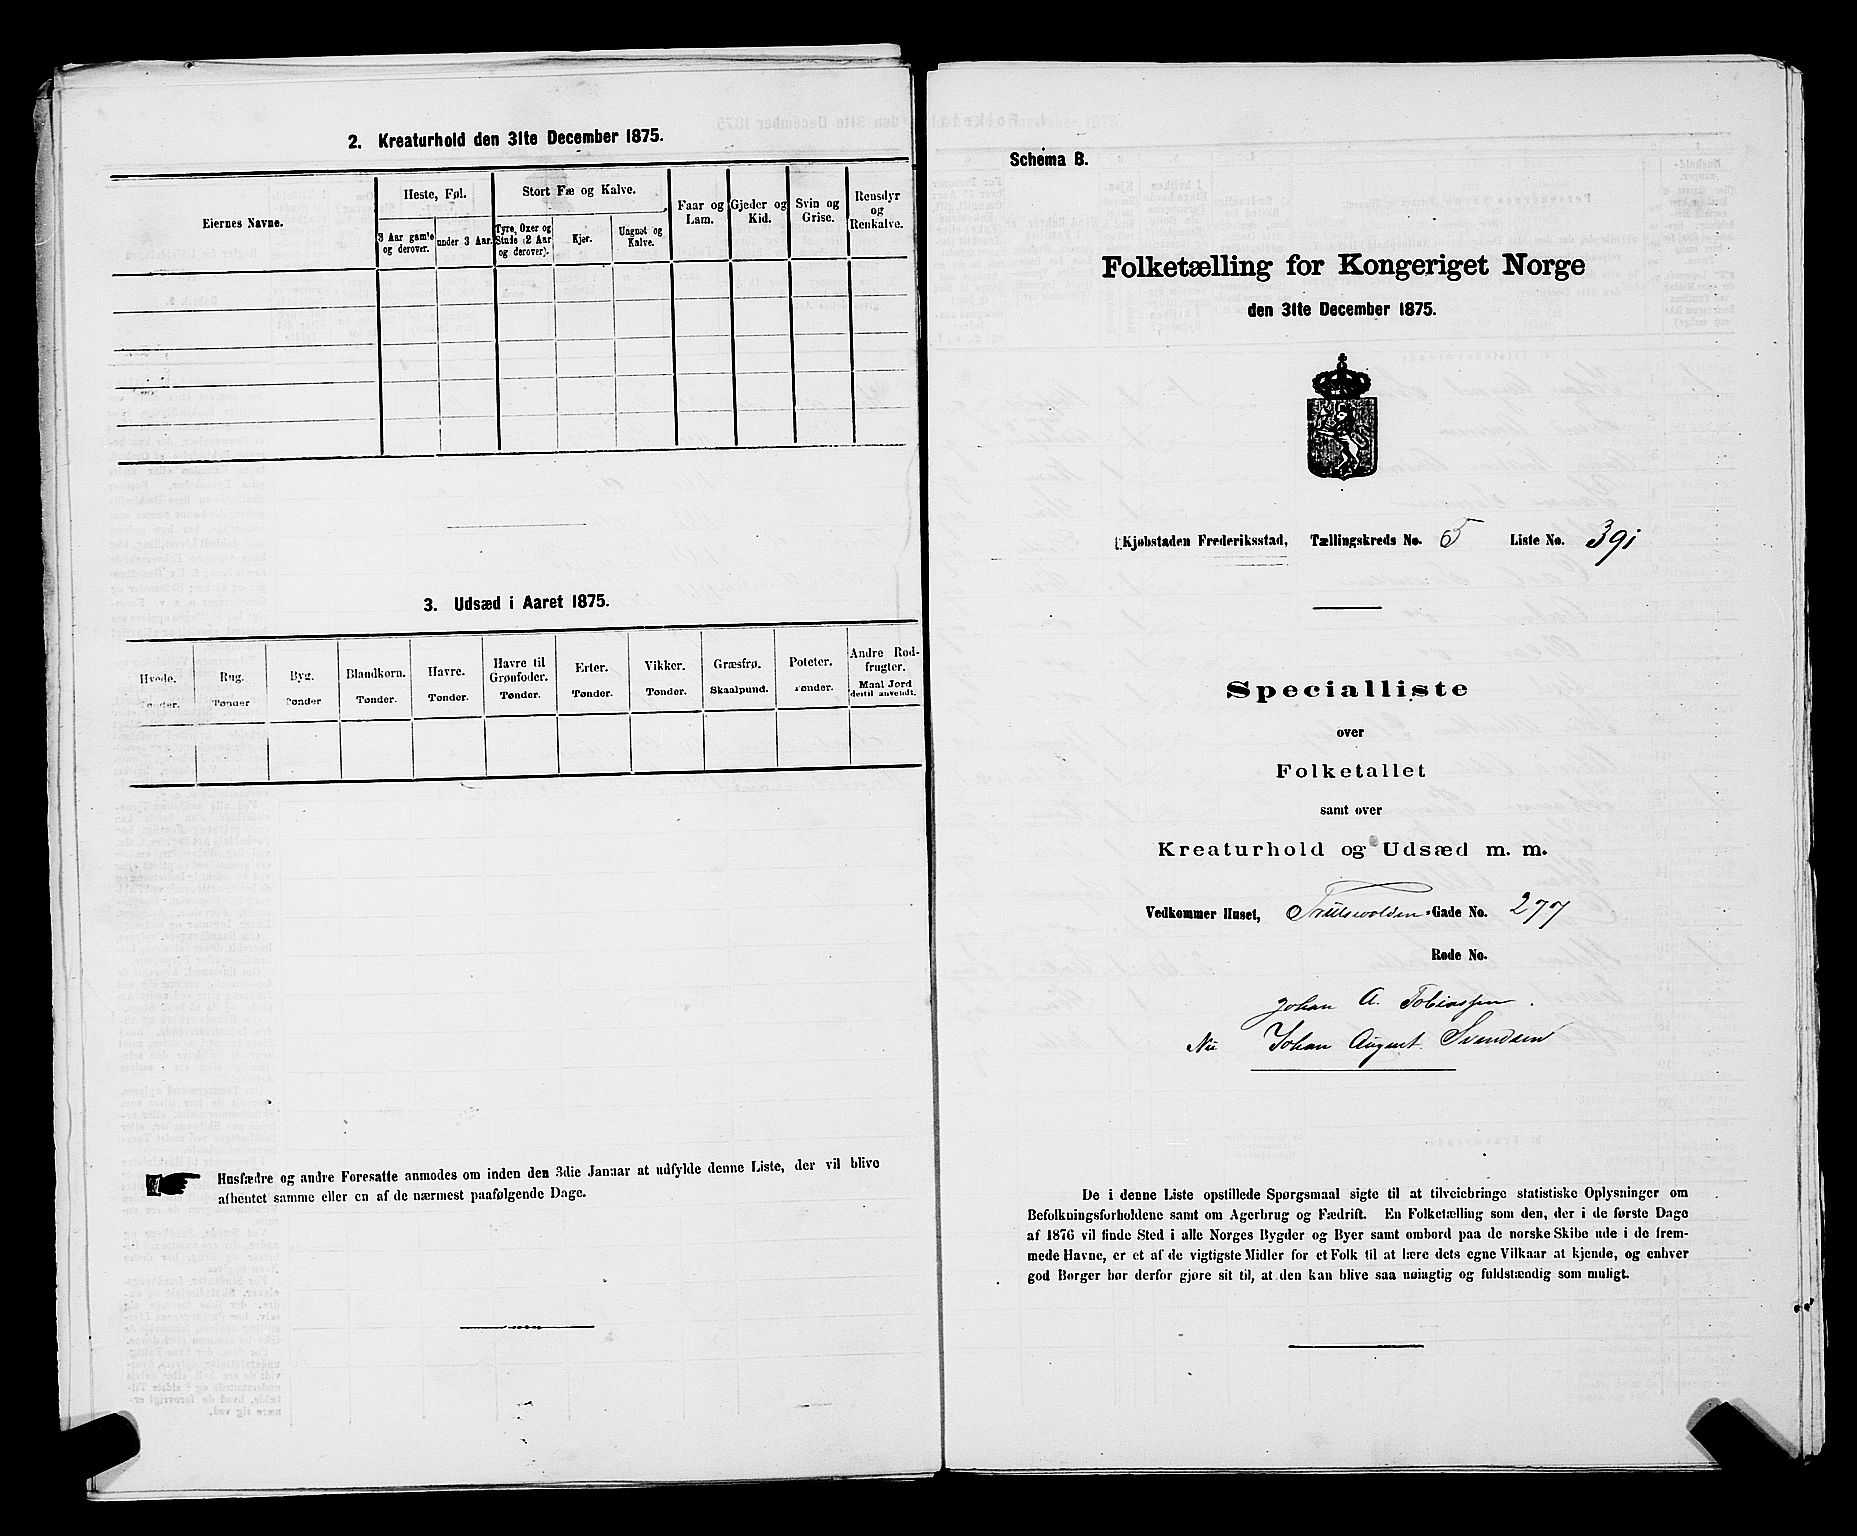 2. Kreaturhold den 31te December 1875.
Eiernes Navne.
Heste, Føl.
3 Aar gamle og derover.
under 3 Aar.
Stort Fæ og Kalve.
Tyre, Oxer og Stude (2 Aar og derover).
Kjør.
Ungnøt og Kalve.
Faar og Lam.
Gjeder og Kid.
Svin og Grise.
Rensdyr og Renkalve.
3. Udsæd i Aaret 1875.
Hvede.
Tønder.
Rug.
Tønder
Byg.
Tønder
Blandkorn.
Tønder.
Havre.
Tønder.
Havre til Grønfoder.
Tønder.
Erter.
Tønder.
Vikker.
Tønder.
Græsfrø.
Skaalpund.
Poteter.
Tønder.
Andre Rodfrugter.
Maal Jord dertil anvendt.
Husfædre og andre Foresatte anmodes om inden den 3die Januar at udfylde denne Liste, der vil blive
afhentet samme eller en af de nærmest paafølgende Dage.
Schema B.
Folketælling for Kongeriget Norge
den 31te December 1875.
Kjøbstaden Frederiksstad, Tællingskreds No. 5 Liste No. 391
Specialliste
over
Folketallet
samt over
Kreaturhold og Udsæd m. m.
Vedkommer Huset, Trulsvolden Gade No. 277
Rode No.
Johan A. Tobiassen.
Nu Johan August Svendsen
De i denne Liste opstillede Spørgsmaal sigte til at tilveiebringe statistiske Oplysninger om
Befolkningsforholdene samt om Agerbrug og Fædrift. En Folketælling som den, der i de første Dage
af 1876 vil finde Sted i alle Norges Bygder og Byer samt ombord paa de norske Skibe ude i de frem-
mede Havne, er et af de vigtigste Midler for et Folk til at lære dets egne Vilkaar at kjende, og enhver
god Borger bør derfor gjøre sit til, at den kan blive saa nøiagtig og fuldstændig som muligt.